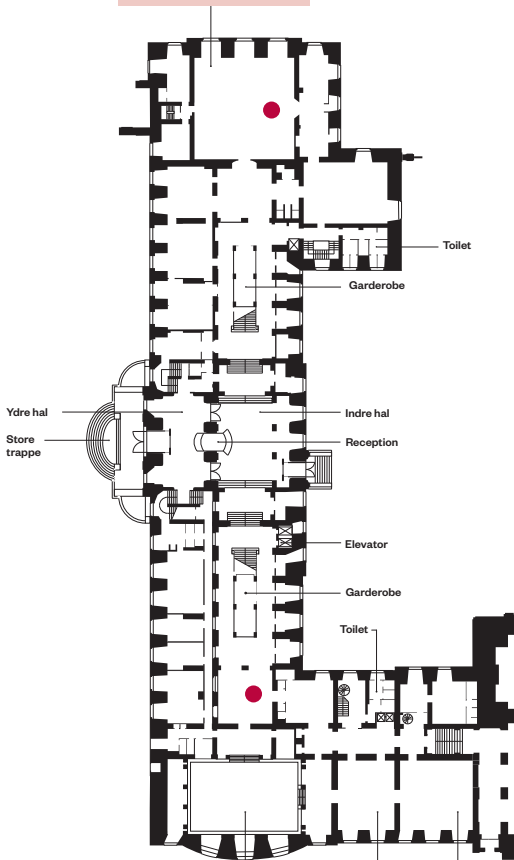 Toilet
Garderobe
Ydre hal
Indre hal
Store
trappe
Reception
Elevator
Garderobe
Toilet